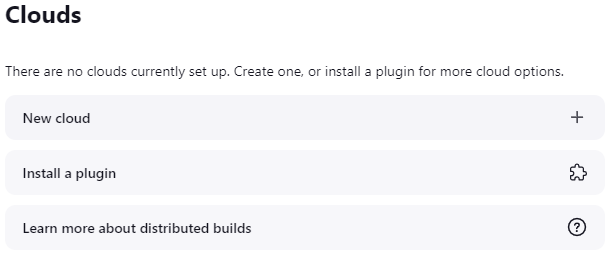 Clouds
There are no clouds currently set up. Create one, or install a plugin for more cloud options.
New cloud
Install a plugin
Learn more about distributed builds